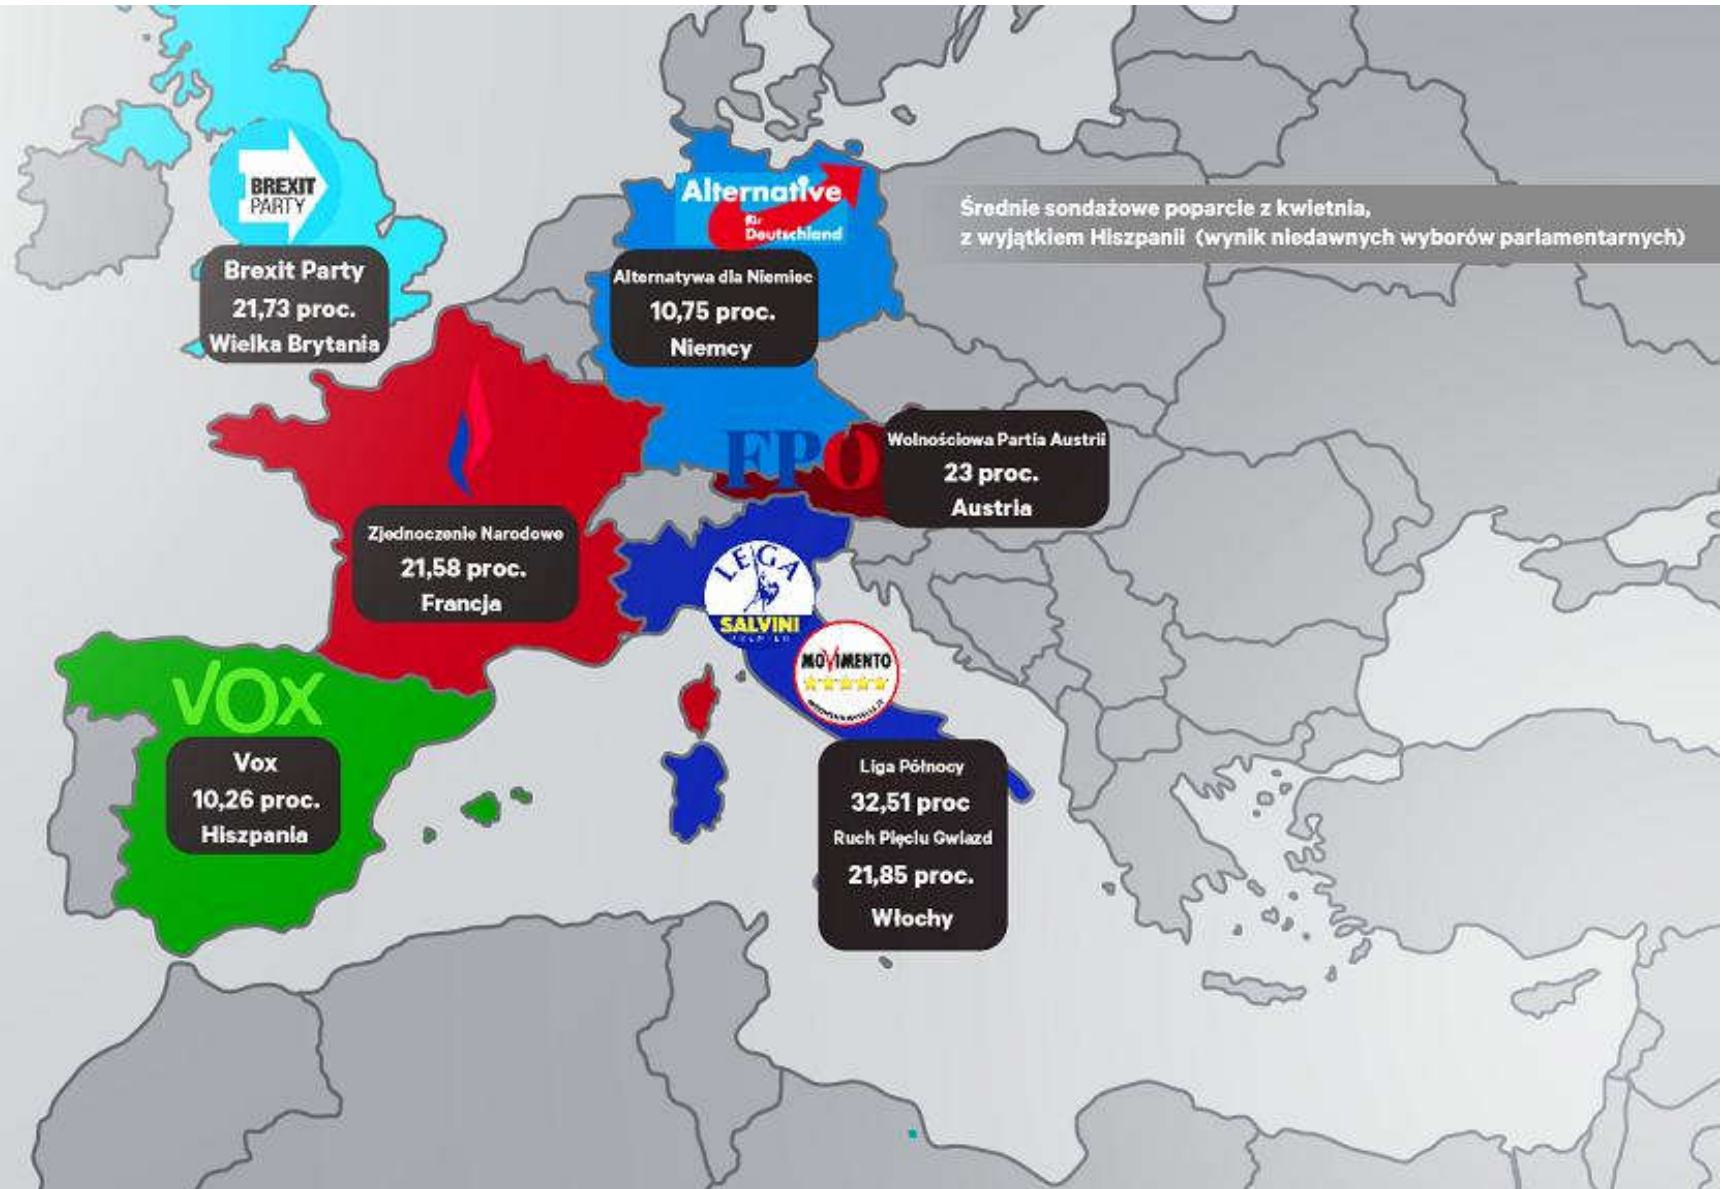 BREXIT
PARTY
Brexit Party
21,73 proc.
Wielka Brytania
Alternative
für
Deutschland
Alternatywa dla Niemiec
10,75 proc.
Niemcy
Średnie sondażowe poparcie z kwietnia,
z wyjątkiem Hiszpanii (wynik niedawnych wyborów parlamentarnych)
FPÖ
Wolnościowa Partia Austrii
23 proc.
Austria
Zjednoczenie Narodowe
21,58 proc.
Francja
LEGA
SALVINI
PREMIER
MOVIMENTO
VOX
Vox
10,26 proc.
Hiszpania
Liga Północy
32,51 proc
Ruch Pięciu Gwiazd
21,85 proc.
Włochy